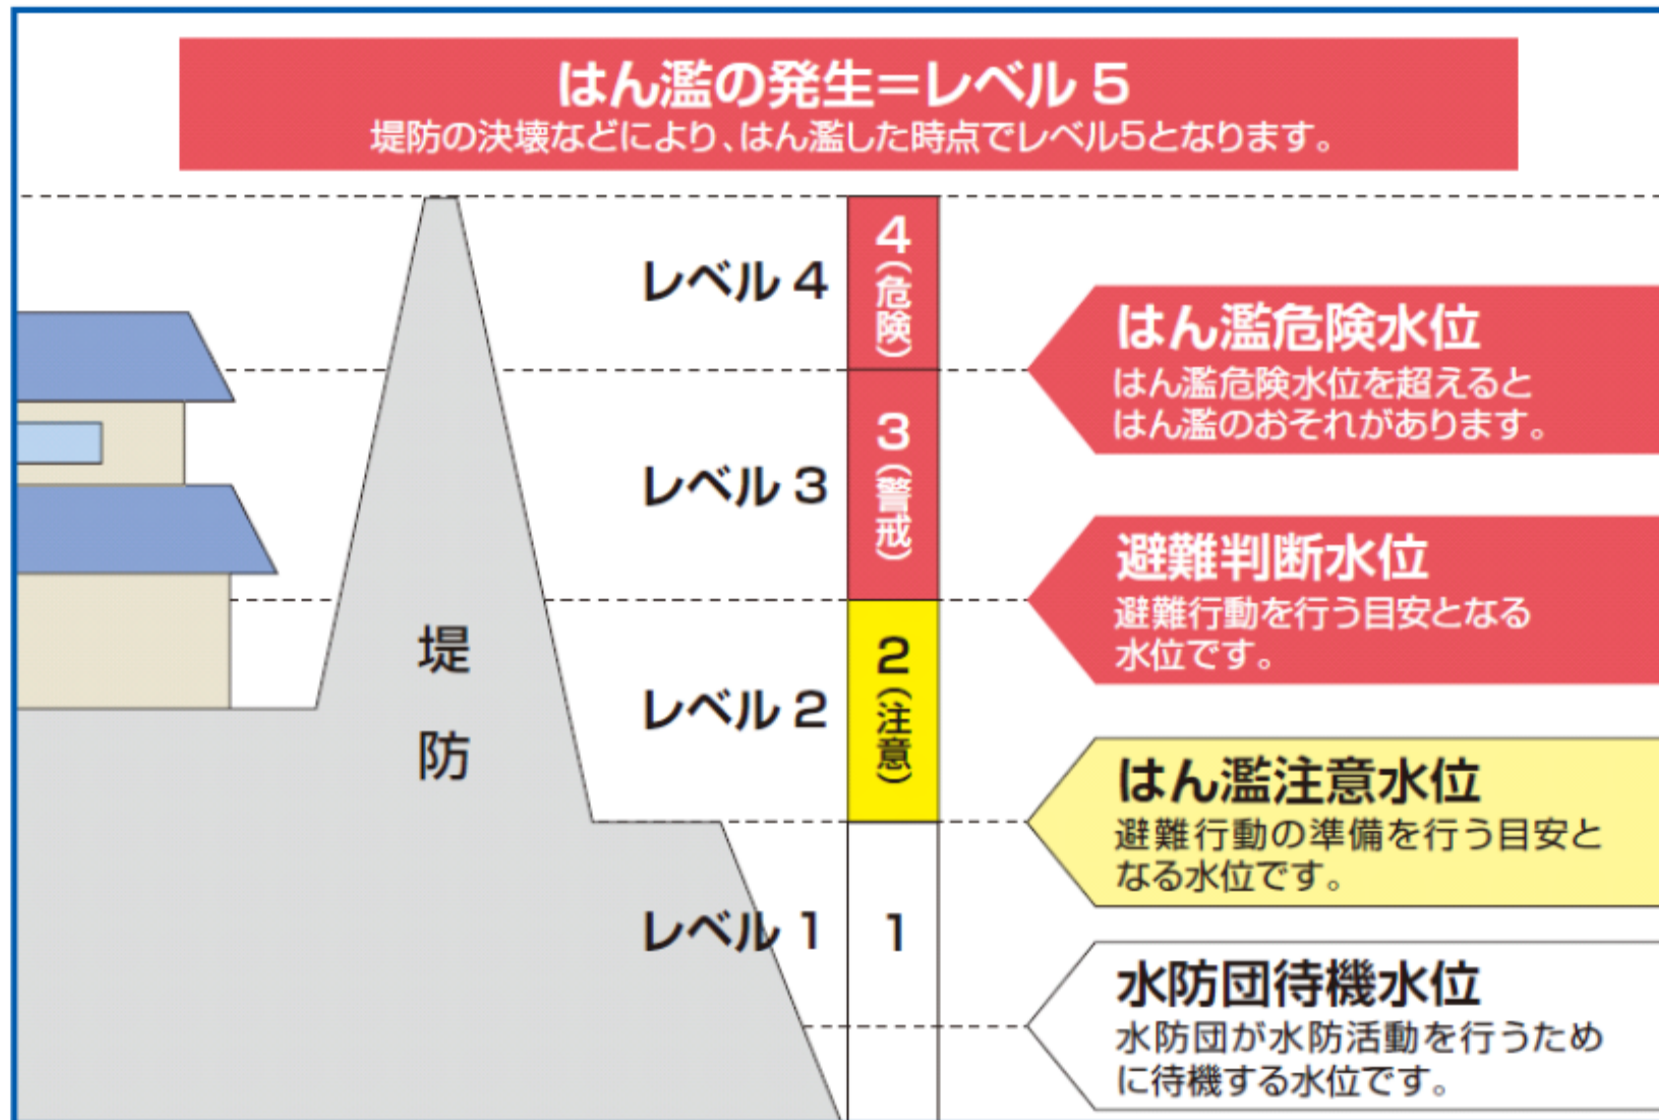 はん濫の発生＝レベル 5
堤防の決壊などにより、はん濫した時点でレベル5となります。
レベル 4
4（危険）
はん濫危険水位
はん濫危険水位を超えると
はん濫のおそれがあります。
レベル 3
3（警戒）
避難判断水位
避難行動を行う目安となる
水位です。
堤防
レベル 2
2（注意）
はん濫注意水位
避難行動の準備を行う目安と
なる水位です。
レベル 1
1
水防団待機水位
水防団が水防活動を行うため
に待機する水位です。